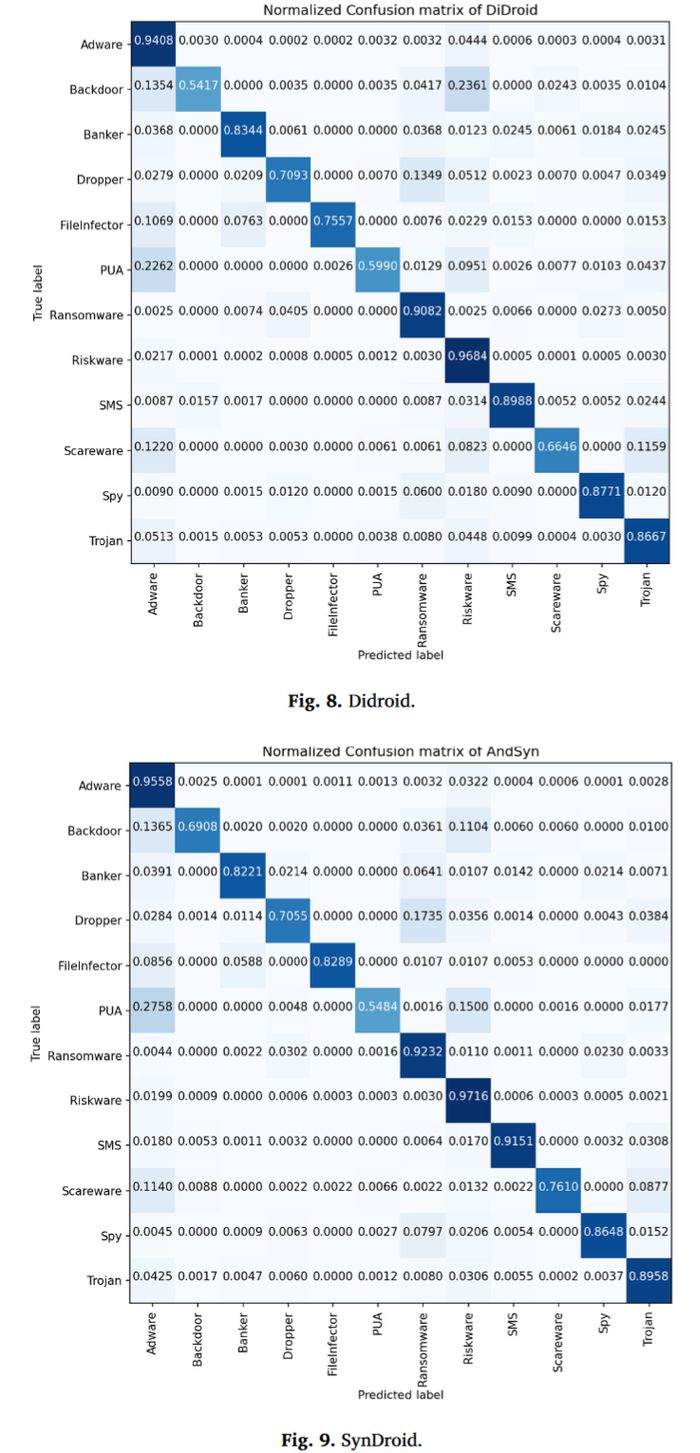 Normalized Confusion matrix of DiDroid
True label
Adware 0.9408 0.0030 0.0004 0.0002 0.0002 0.0032 0.0032 0.0444 0.0006 0.0003 0.0004 0.0031
Backdoor 0.1354 0.5417 0.0000 0.0035 0.0000 0.0035 0.0417 0.2361 0.0000 0.0243 0.0035 0.0104
Banker 0.0368 0.0000 0.8344 0.0061 0.0000 0.0000 0.0368 0.0123 0.0245 0.0061 0.0184 0.0245
Dropper 0.0279 0.0000 0.0209 0.7093 0.0000 0.0070 0.1349 0.0512 0.0023 0.0070 0.0047 0.0349
FileInfector 0.1069 0.0000 0.0763 0.0000 0.7557 0.0000 0.0076 0.0229 0.0153 0.0000 0.0000 0.0153
PUA 0.2262 0.0000 0.0000 0.0000 0.0026 0.5990 0.0129 0.0951 0.0026 0.0077 0.0103 0.0437
Ransomware 0.0025 0.0000 0.0074 0.0405 0.0000 0.0000 0.9082 0.0025 0.0066 0.0000 0.0273 0.0050
Riskware 0.0217 0.0001 0.0002 0.0008 0.0005 0.0012 0.0030 0.9684 0.0005 0.0001 0.0005 0.0030
SMS 0.0087 0.0157 0.0017 0.0000 0.0000 0.0000 0.0087 0.0314 0.8988 0.0052 0.0052 0.0244
Scareware 0.1220 0.0000 0.0000 0.0030 0.0000 0.0061 0.0061 0.0823 0.0000 0.6646 0.0000 0.1159
Spy 0.0090 0.0000 0.0015 0.0120 0.0000 0.0015 0.0600 0.0180 0.0090 0.0000 0.8771 0.0120
Trojan 0.0513 0.0015 0.0053 0.0053 0.0000 0.0038 0.0080 0.0448 0.0099 0.0004 0.0030 0.8667
Adware Backdoor Banker Dropper FileInfector PUA Ransomware Riskware SMS Scareware Spy Trojan
Predicted label
Fig. 8. Didroid.
Normalized Confusion matrix of AndSyn
True label
Adware 0.9558 0.0025 0.0001 0.0001 0.0011 0.0013 0.0032 0.0322 0.0004 0.0006 0.0001 0.0028
Backdoor 0.1365 0.6908 0.0020 0.0020 0.0000 0.0000 0.0361 0.1104 0.0060 0.0060 0.0000 0.0100
Banker 0.0391 0.0000 0.8221 0.0214 0.0000 0.0000 0.0641 0.0107 0.0142 0.0000 0.0214 0.0071
Dropper 0.0284 0.0014 0.0114 0.7055 0.0000 0.0000 0.1735 0.0356 0.0014 0.0000 0.0043 0.0384
FileInfector 0.0856 0.0000 0.0588 0.0000 0.8289 0.0000 0.0107 0.0107 0.0053 0.0000 0.0000 0.0000
PUA 0.2758 0.0000 0.0000 0.0048 0.0000 0.5484 0.0016 0.1500 0.0000 0.0016 0.0000 0.0177
Ransomware 0.0044 0.0000 0.0022 0.0302 0.0000 0.0016 0.9232 0.0110 0.0011 0.0000 0.0230 0.0033
Riskware 0.0199 0.0009 0.0000 0.0006 0.0003 0.0003 0.0030 0.9716 0.0006 0.0003 0.0005 0.0021
SMS 0.0180 0.0053 0.0011 0.0032 0.0000 0.0000 0.0064 0.0170 0.9151 0.0000 0.0032 0.0308
Scareware 0.1140 0.0088 0.0000 0.0022 0.0022 0.0066 0.0022 0.0132 0.0022 0.7610 0.0000 0.0877
Spy 0.0045 0.0000 0.0009 0.0063 0.0000 0.0027 0.0797 0.0206 0.0054 0.0000 0.8648 0.0152
Trojan 0.0425 0.0017 0.0047 0.0060 0.0000 0.0012 0.0080 0.0306 0.0055 0.0002 0.0037 0.8958
Adware Backdoor Banker Dropper FileInfector PUA Ransomware Riskware SMS Scareware Spy Trojan
Predicted label
Fig. 9. SynDroid.